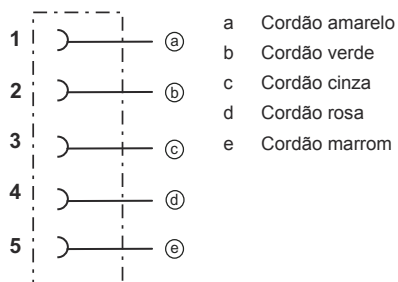 1 a
2 b
3 c
4 d
5 e
a Cordão amarelo
b Cordão verde
c Cordão cinza
d Cordão rosa
e Cordão marrom